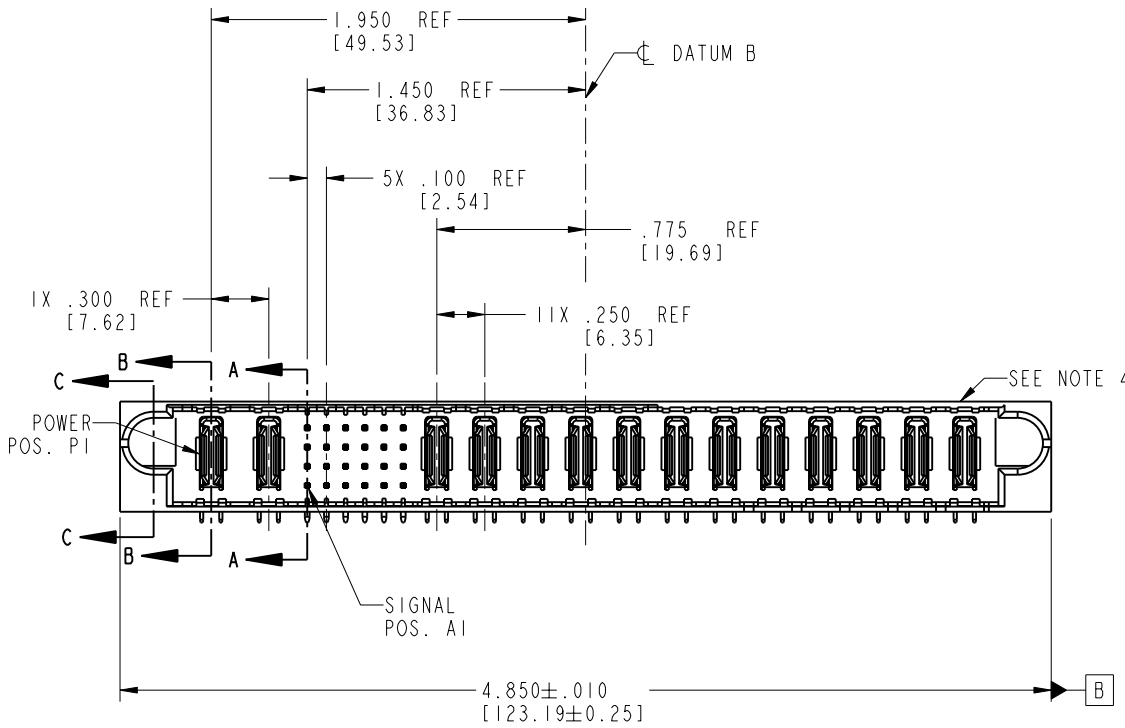 1.950 REF
[49.53]
℄ DATUM B
1.450 REF
[36.83]
5X .100 REF
[2.54]
.775 REF
[19.69]
1X .300 REF
[7.62]
11X .250 REF
[6.35]
B
A
C
SEE NOTE 4
POWER
POS. P1
C
B
A
SIGNAL
POS. A1
4.850±.010
[123.19±0.25]
B